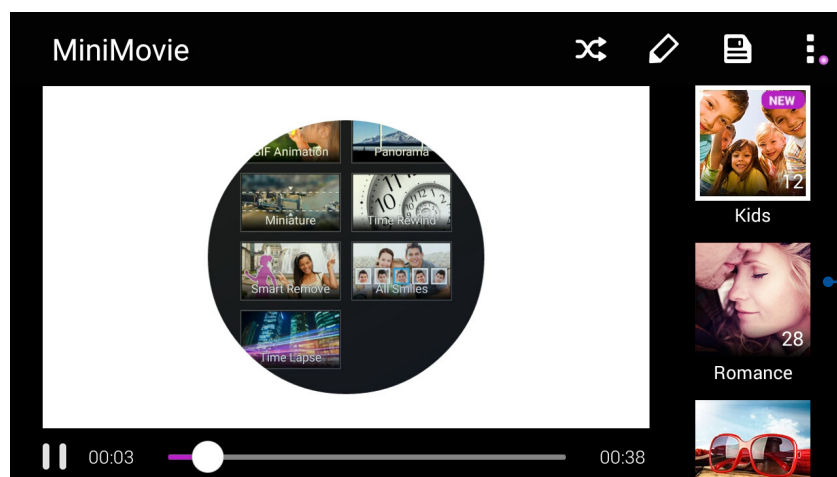 MiniMovie
GIF Animation
Panorama
Miniature
Time Rewind
Smart Remove
All Smiles
Time Lapse
00:03
00:38
NEW
12
Kids
28
Romance